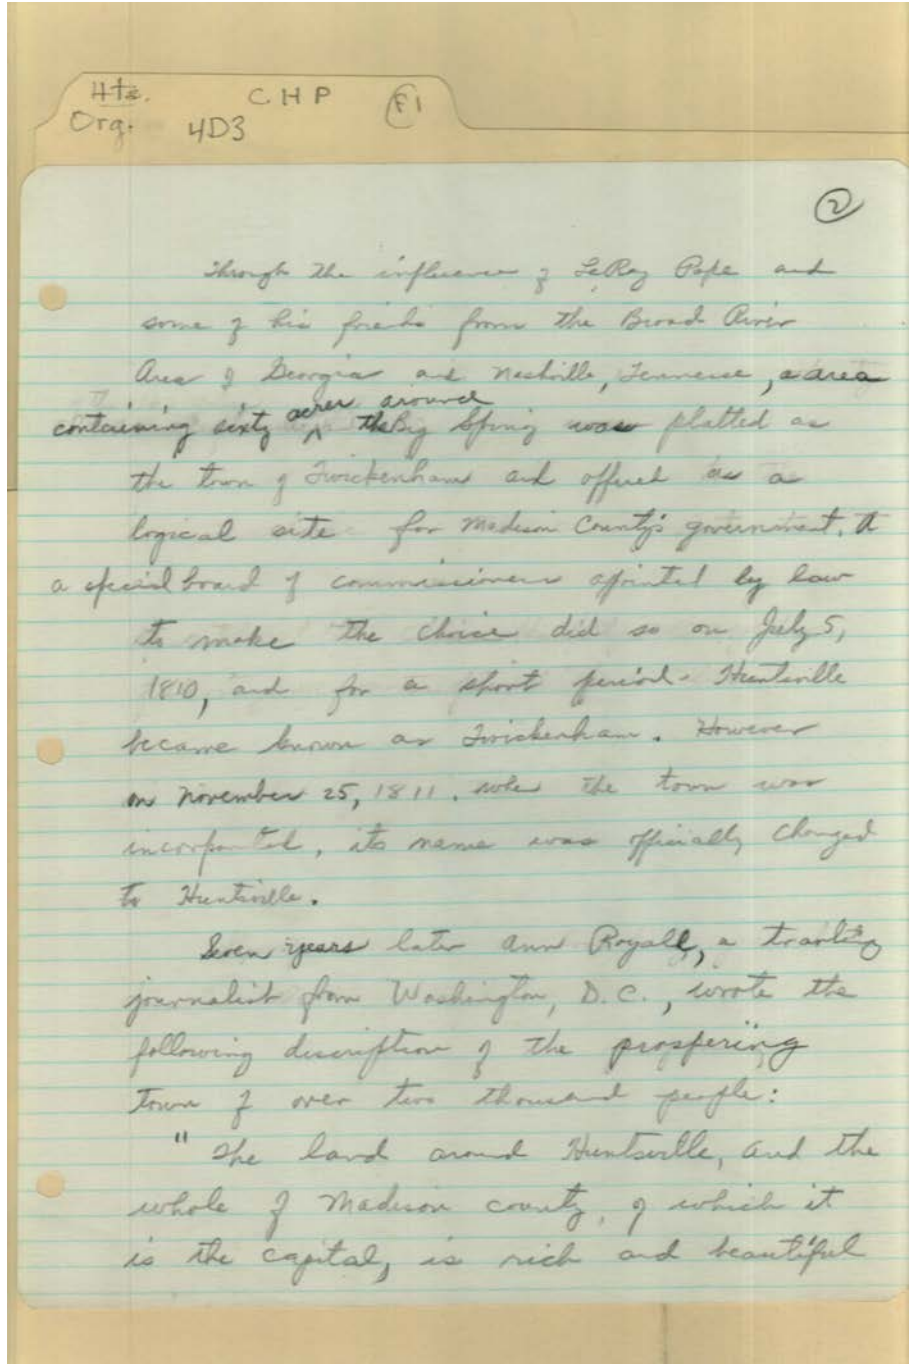 Hts. CHP F1
Org. 4D3
2
Through the influence of LeRoy Pope and
some of his friends from the Broad River
Area of Georgia and Nashville, Tennessee, a area
containing sixty acres around the Big Spring was platted as
the town of Twickenham and offered as a
logical site for Madison County's government.
a special board of commissioners apointed by law
to make the choice did so on July 5,
1810, and for a short period Huntsville
became known as Twickenham. However
on November 25, 1811. when the town was
incorporated, its name was officially changed
to Huntsville.
Seven years later Ann Royall, a traveling
journalist from Washington, D.C., wrote the
following discription of the prospering
town of over two thousand people:
"The land around Huntsville, and the
whole of Madison county, of which it
is the capital, is rich and beautiful